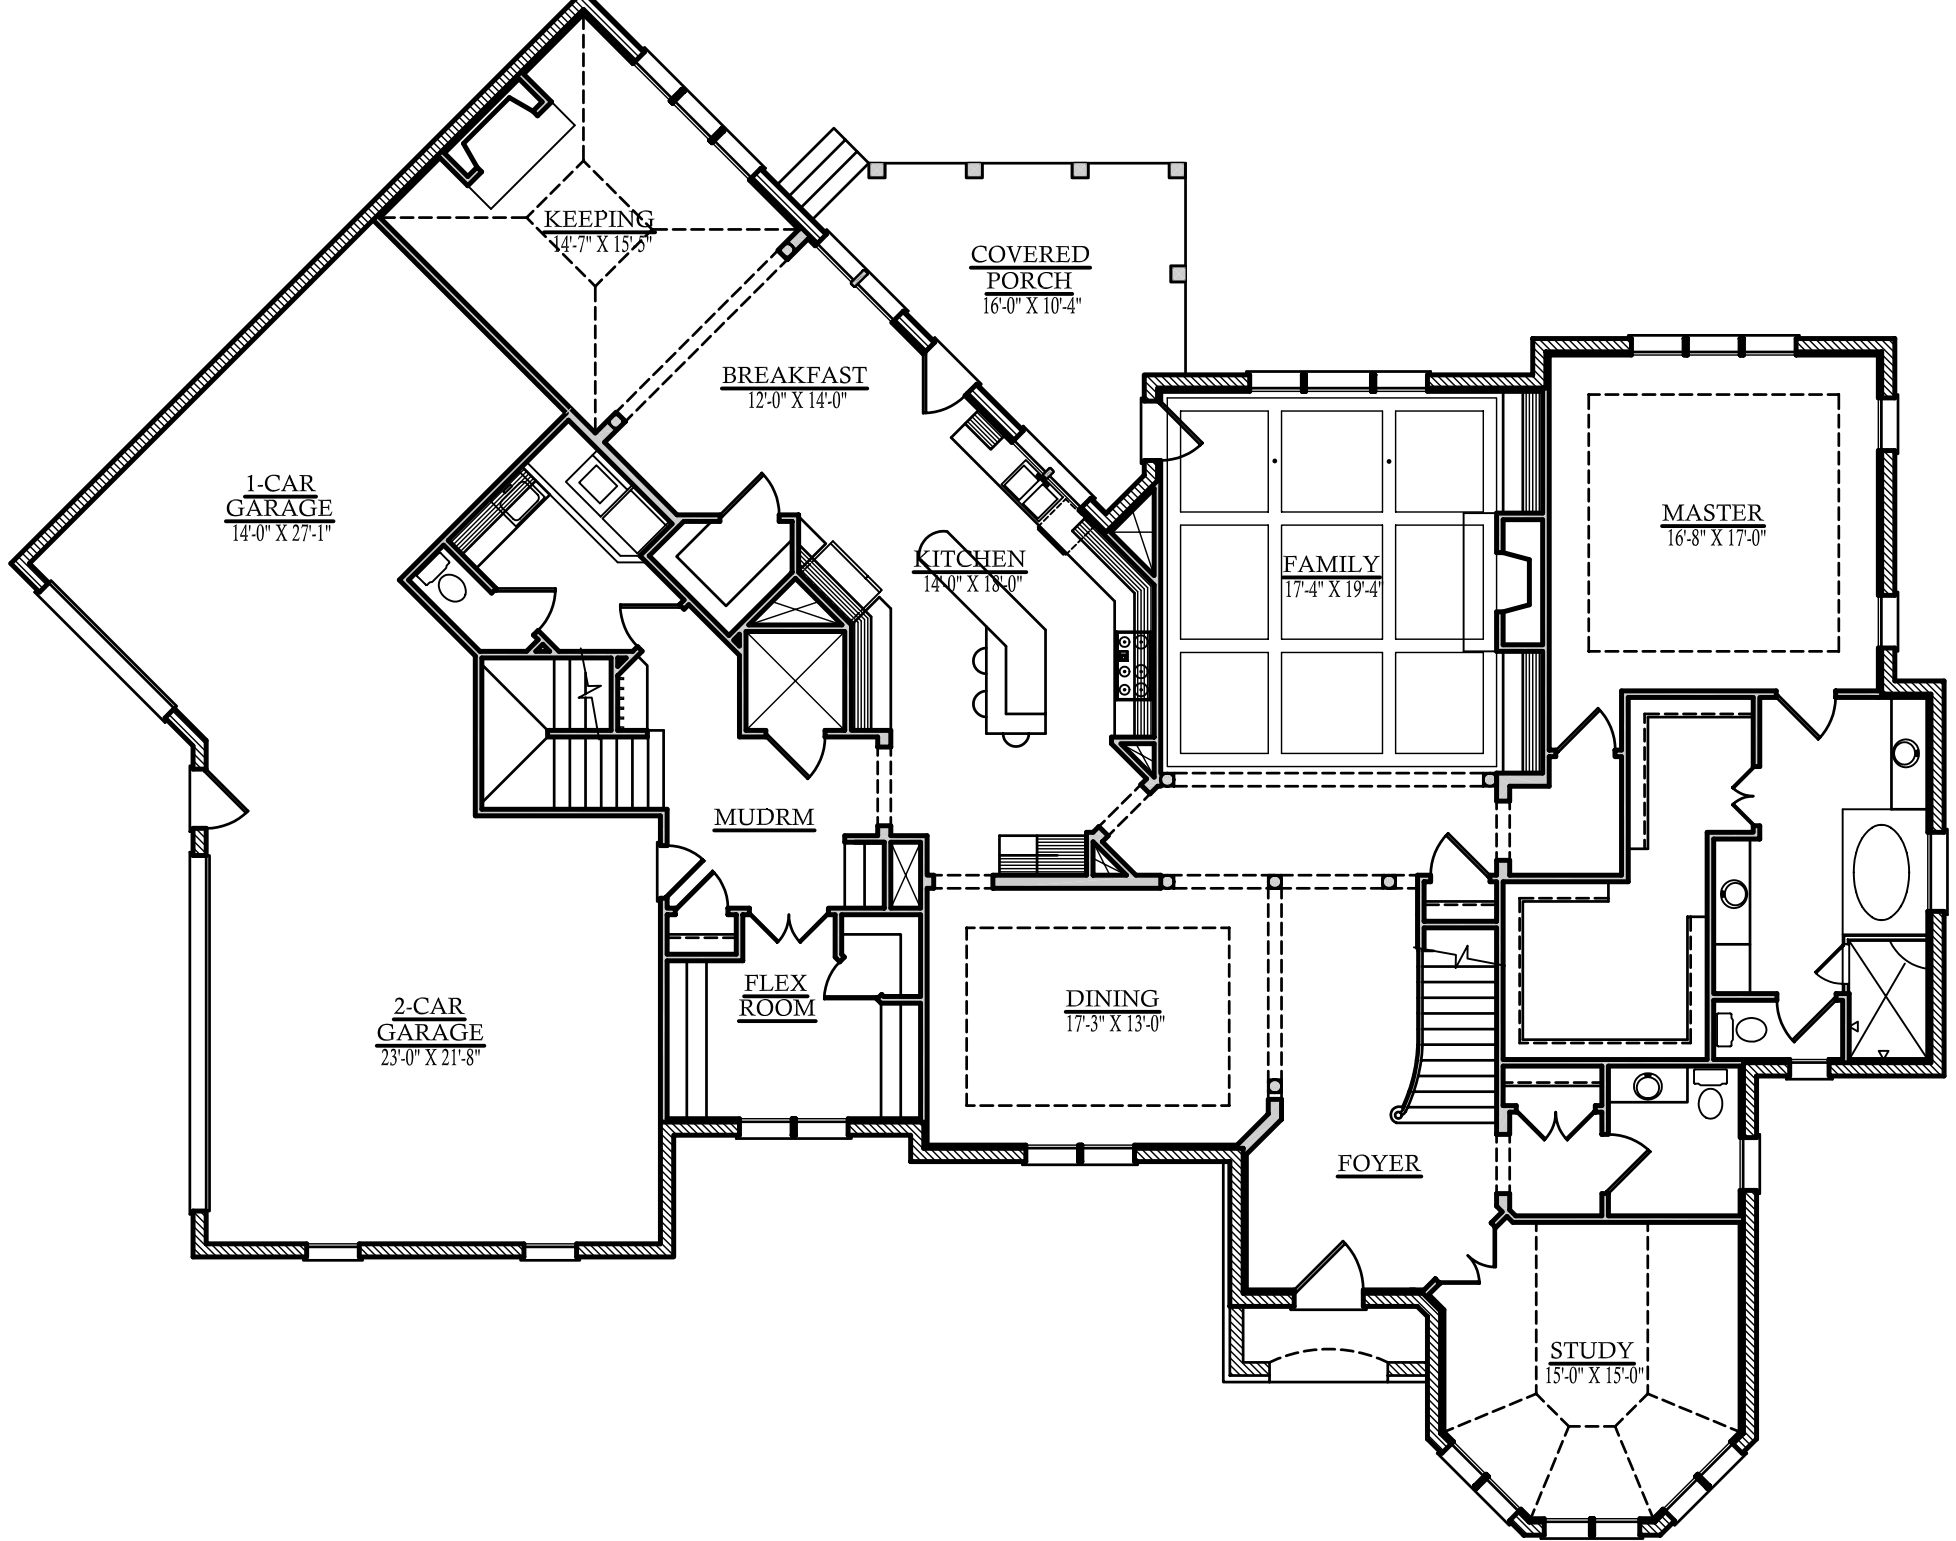 KEEPING
14'-7" X 15'-5"
COVERED
PORCH
16'-0" X 10'-4"
BREAKFAST
12'-0" X 14'-0"
1-CAR
GARAGE
14'-0" X 27'-1"
KITCHEN
14'-0" X 18'-0"
FAMILY
17'-4" X 19'-4"
MASTER
16'-8" X 17'-0"
MUDRM
FLEX
ROOM
2-CAR
GARAGE
23'-0" X 21'-8"
DINING
17'-3" X 13'-0"
FOYER
STUDY
15'-0" X 15'-0"